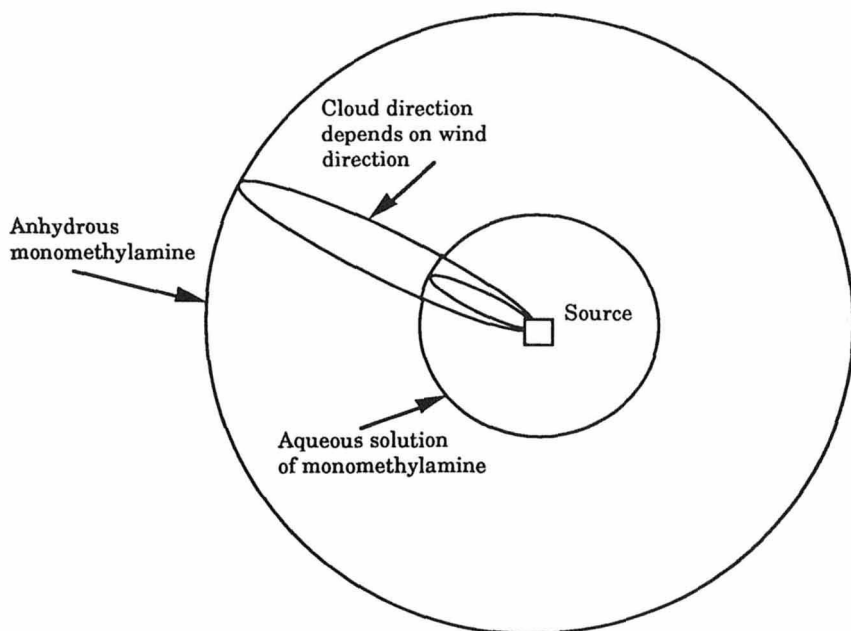 Cloud direction
depends on wind
direction
Anhydrous
monomethylamine
Source
Aqueous solution
of monomethylamine